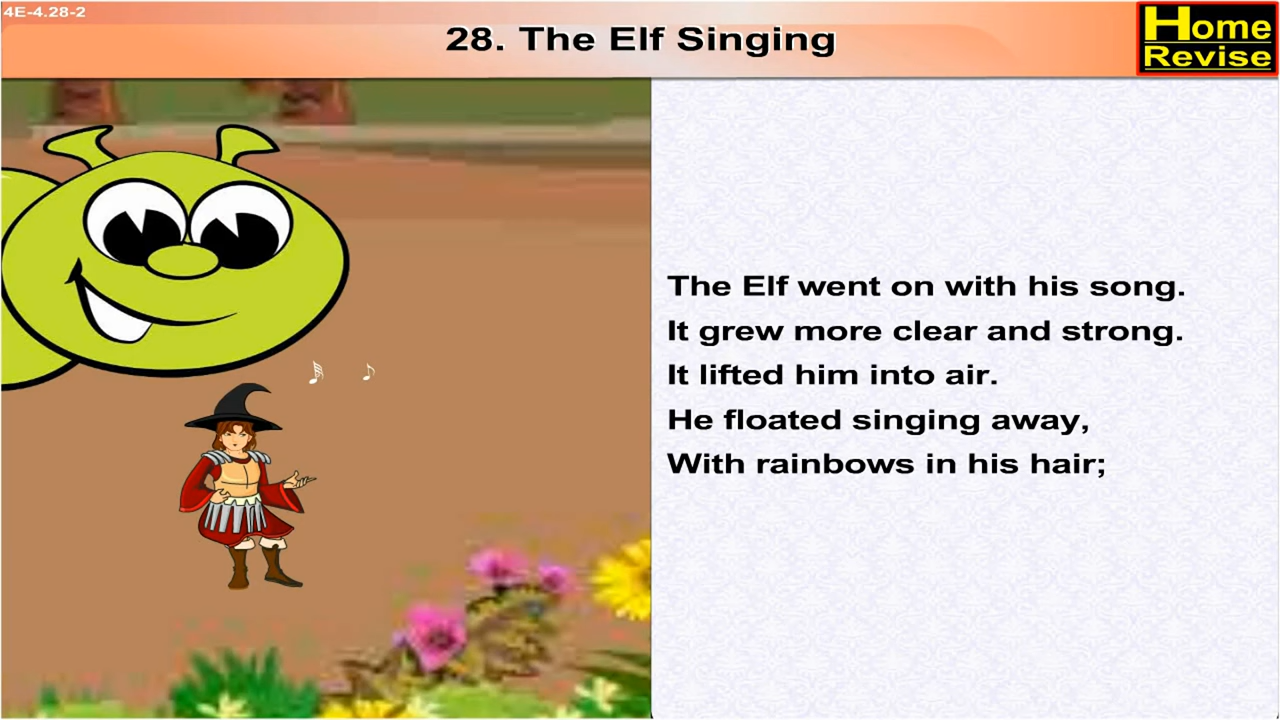 4E-4.28-2
28. The Elf Singing
Home
Revise
The Elf went on with his song.
It grew more clear and strong.
It lifted him into air.
He floated singing away,
With rainbows in his hair;